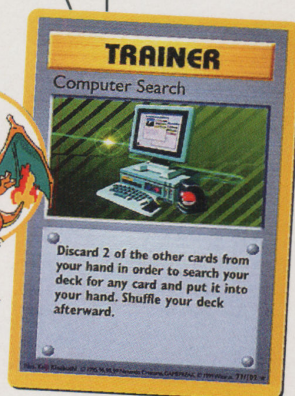 TRAINER
Computer Search
Discard 2 of the other cards from
your hand in order to search your
deck for any card and put it into
your hand. Shuffle your deck
afterward.